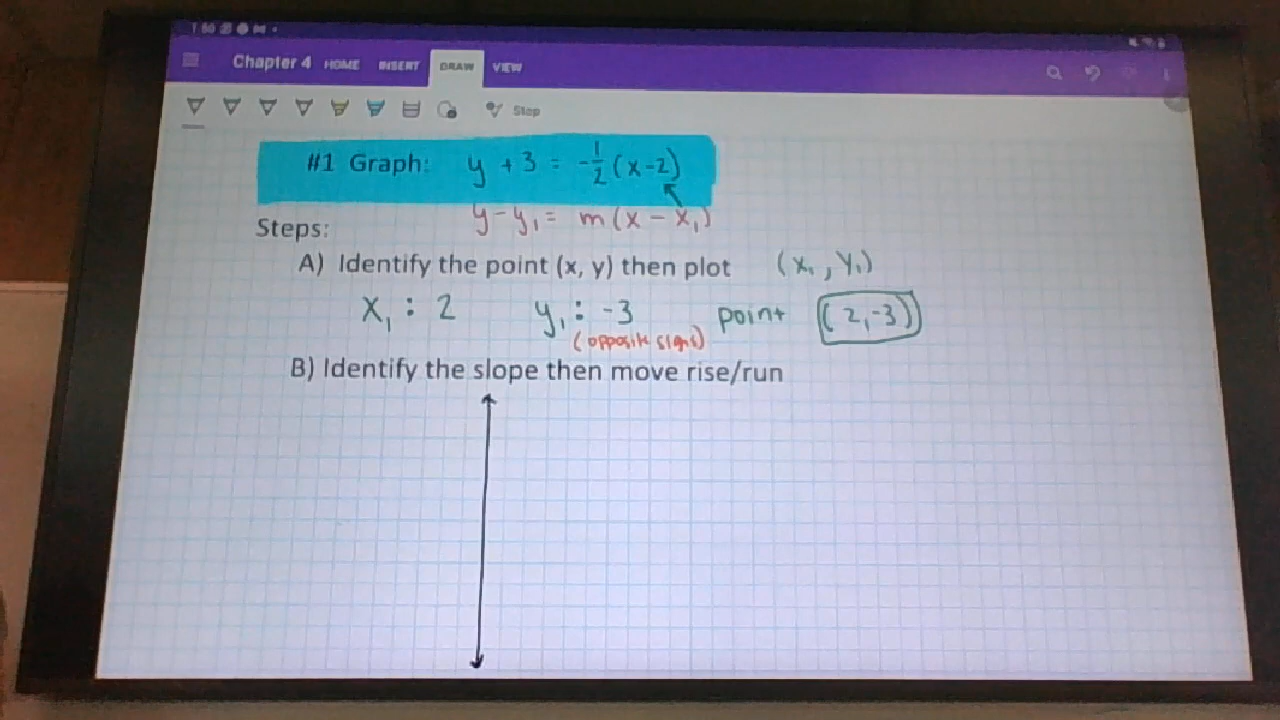 Chapter 4 HOME INSERT DRAW VIEW
Stop
#1 Graph: y + 3 = -1/2 (x-2)
y-y₁ = m(x - x₁)
Steps:
A) Identify the point (x, y) then plot (x₁, y₁)
x₁ : 2 y₁ : -3 point (2,-3)
(opposite signs)
B) Identify the slope then move rise/run